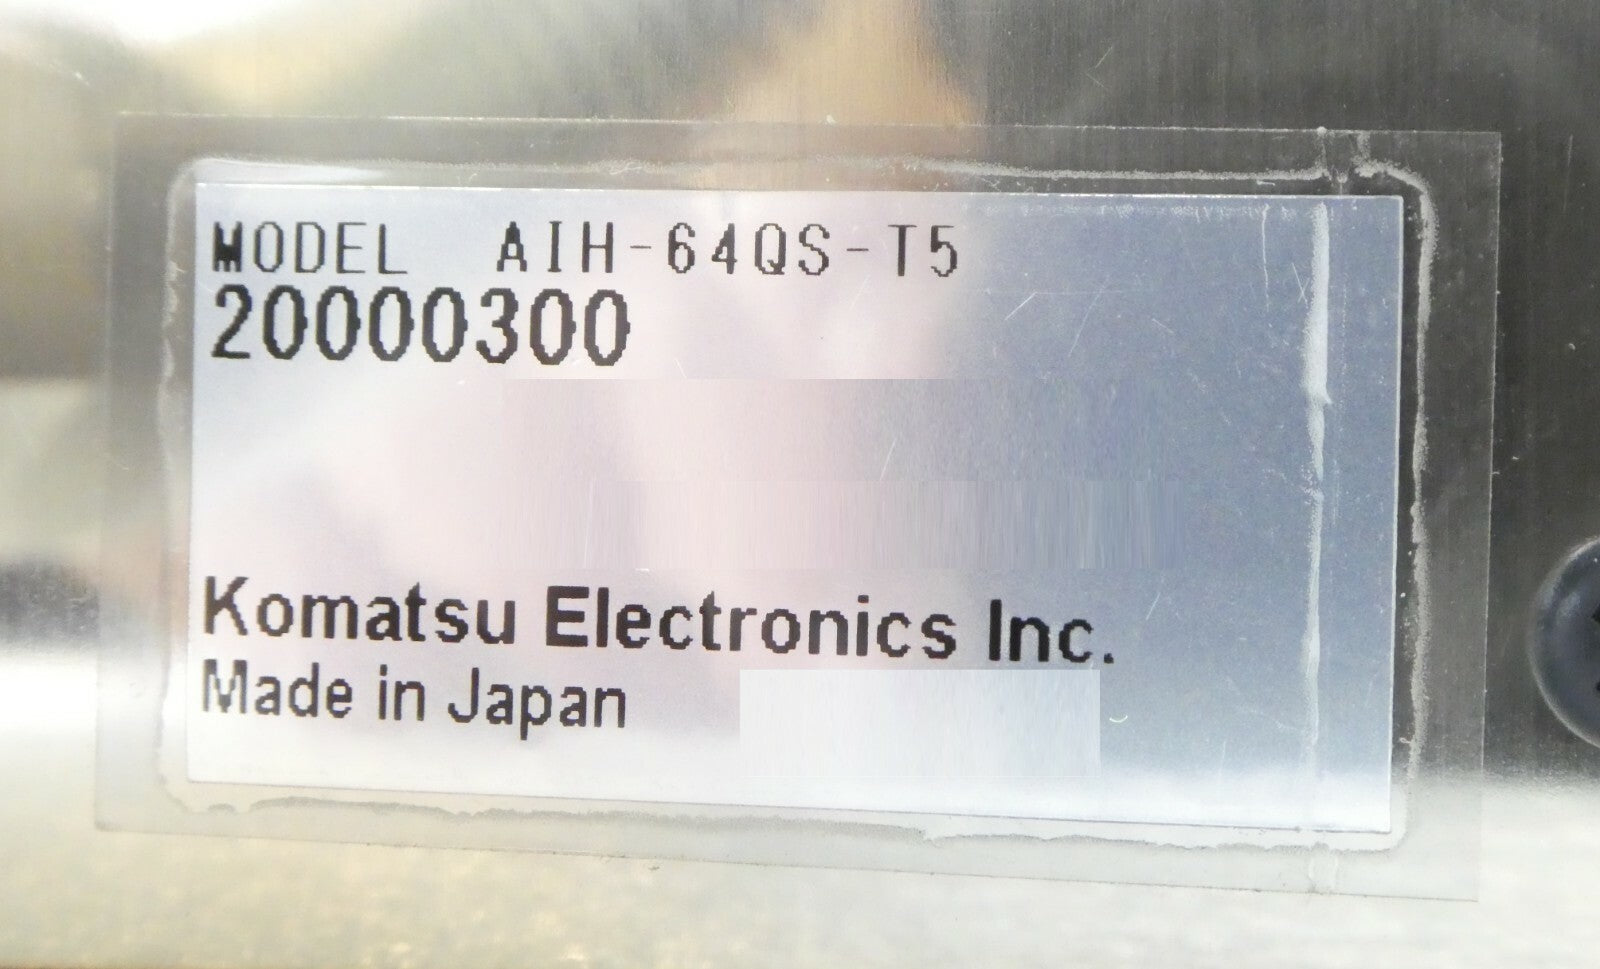 MODEL AIH-64QS-T5
20000300
Komatsu Electronics Inc.
Made in Japan